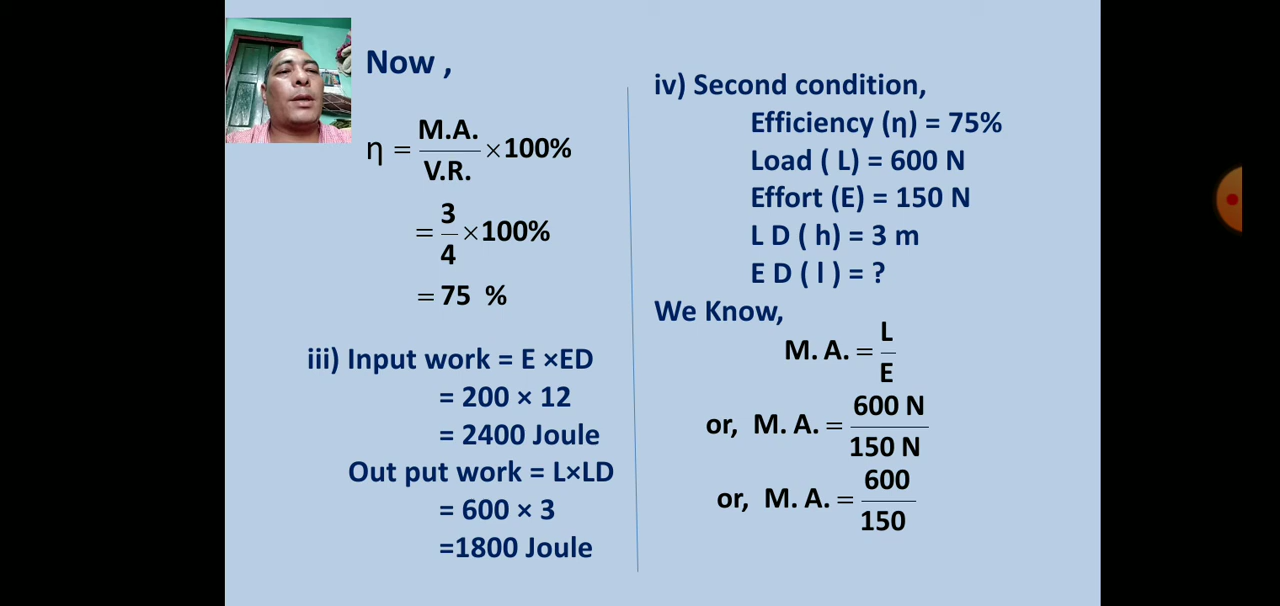 Now ,
η = M.A. / V.R. ×100%
= 3 / 4 ×100%
= 75 %
iii) Input work = E ×ED
= 200 × 12
= 2400 Joule
Out put work = L×LD
= 600 × 3
=1800 Joule
iv) Second condition,
Efficiency (η) = 75%
Load ( L) = 600 N
Effort (E) = 150 N
L D ( h) = 3 m
E D ( l ) = ?
We Know,
M. A. = L / E
or, M. A. = 600 N / 150 N
or, M. A. = 600 / 150